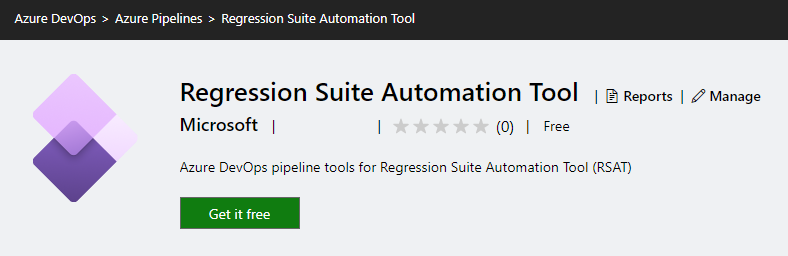 Azure DevOps > Azure Pipelines > Regression Suite Automation Tool
Regression Suite Automation Tool | Reports | Manage
Microsoft | | (0) | Free
Azure DevOps pipeline tools for Regression Suite Automation Tool (RSAT)
Get it free